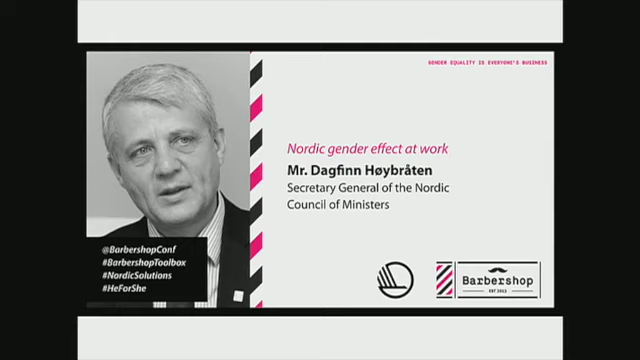 GENDER EQUALITY IS EVERYONE'S BUSINESS
Nordic gender effect at work
Mr. Dagfinn Høybråten
Secretary General of the Nordic
Council of Ministers
@BarbershopConf
#BarbershopToolbox
#NordicSolutions
#HeForShe
Barbershop
EST 2015